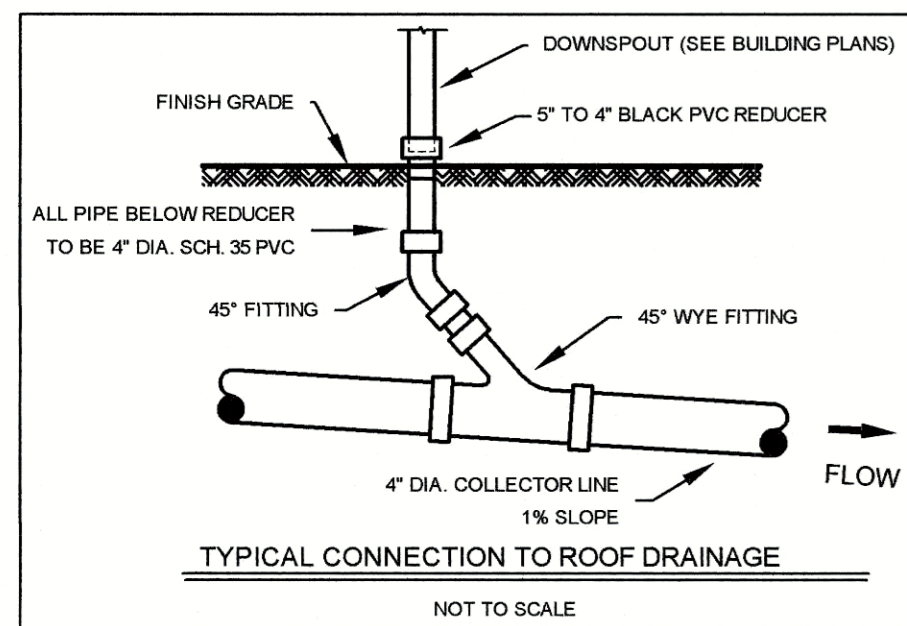 DOWNSPOUT (SEE BUILDING PLANS)
FINISH GRADE
5" TO 4" BLACK PVC REDUCER
ALL PIPE BELOW REDUCER
TO BE 4" DIA. SCH. 35 PVC
45° FITTING
45° WYE FITTING
4" DIA. COLLECTOR LINE
1% SLOPE
FLOW
TYPICAL CONNECTION TO ROOF DRAINAGE
NOT TO SCALE